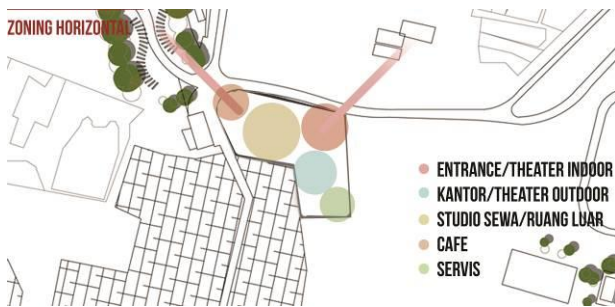 ZONING HORIZONTAL
ENTRANCE/THEATER INDOOR
KANTOR/THEATER OUTDOOR
STUDIO SEWA/RUANG LUAR
CAFE
SERVIS